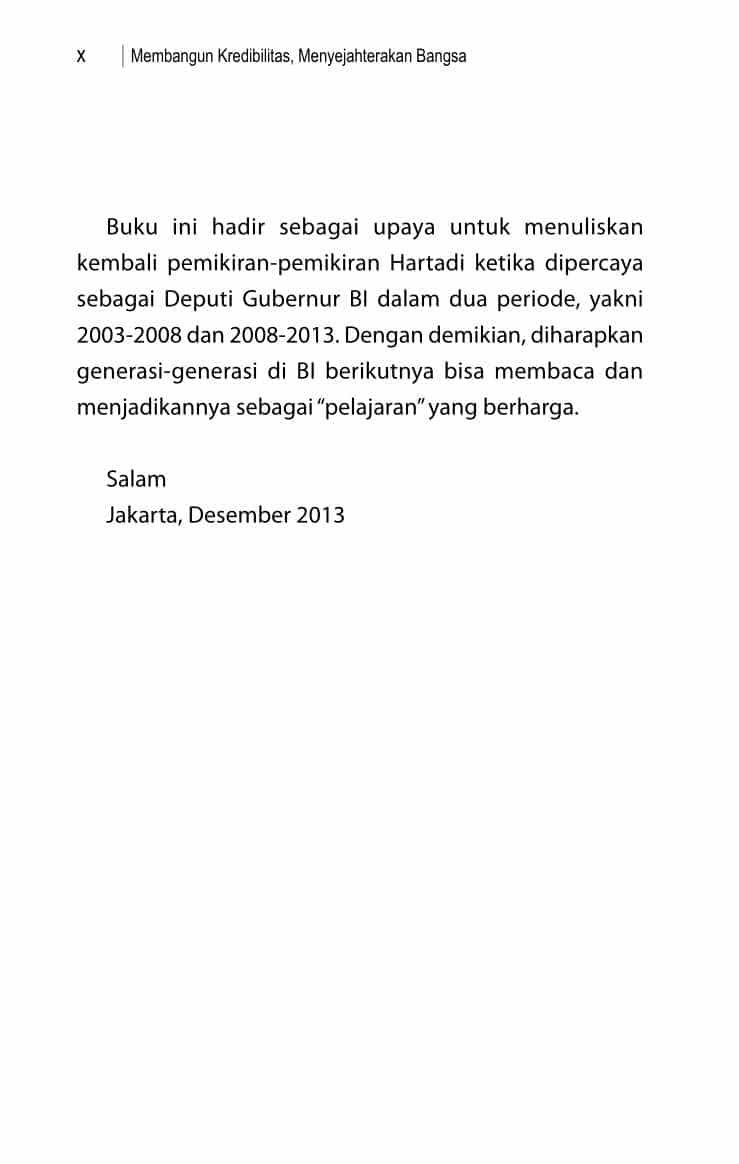 x | Membangun Kredibilitas, Menyejahterakan Bangsa
Buku ini hadir sebagai upaya untuk menuliskan
kembali pemikiran-pemikiran Hartadi ketika dipercaya
sebagai Deputi Gubernur BI dalam dua periode, yakni
2003-2008 dan 2008-2013. Dengan demikian, diharapkan
generasi-generasi di BI berikutnya bisa membaca dan
menjadikannya sebagai “pelajaran” yang berharga.
Salam
Jakarta, Desember 2013